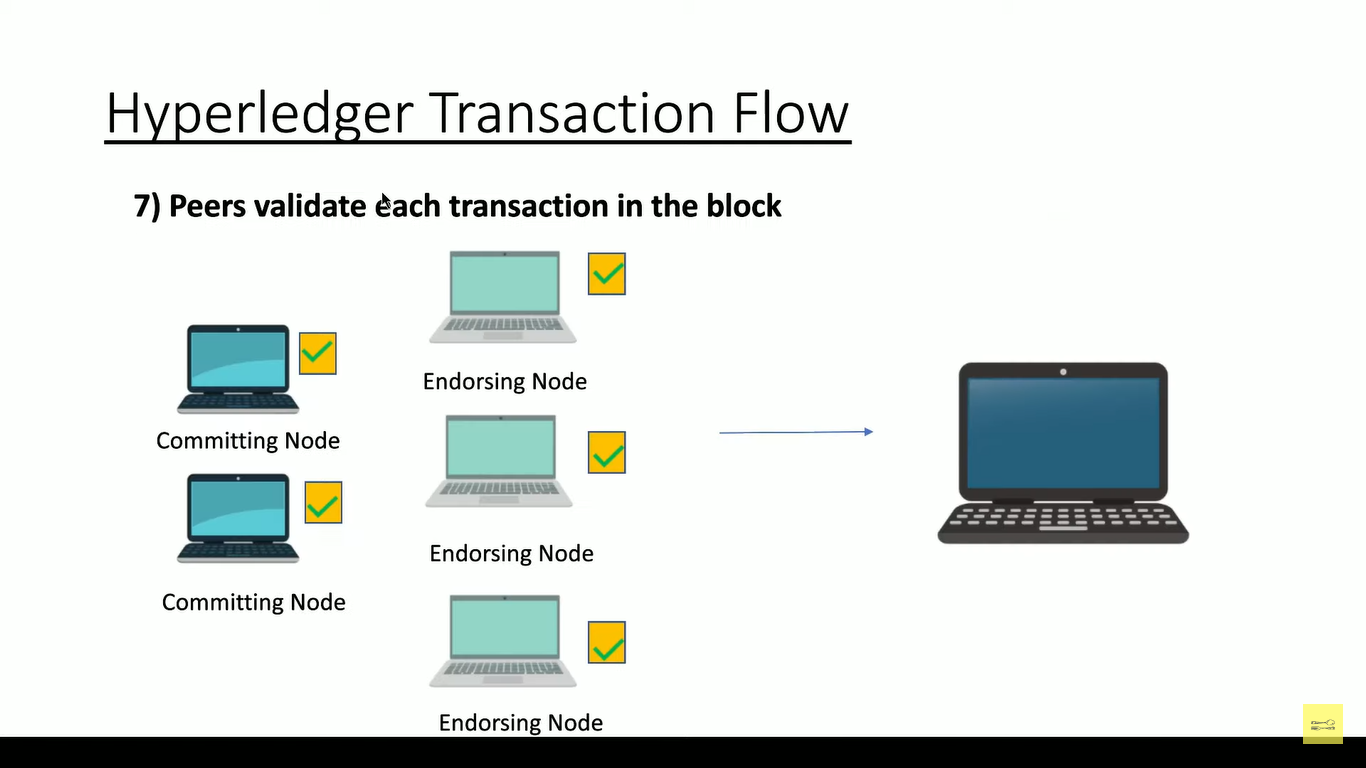 Hyperledger Transaction Flow
7) Peers validate each transaction in the block
Endorsing Node
Committing Node
Endorsing Node
Committing Node
Endorsing Node